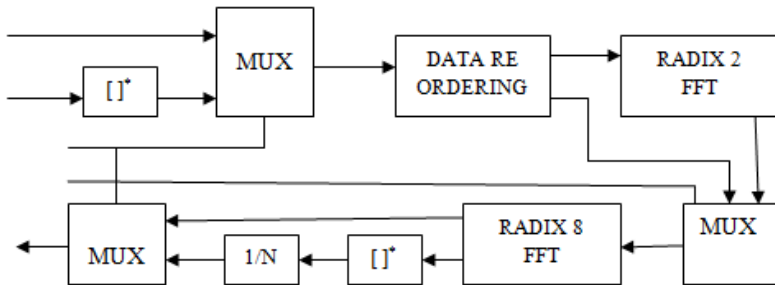 MUX
[ ]*
DATA RE
ORDERING
RADIX 2
FFT
MUX
1/N
[ ]*
RADIX 8
FFT
MUX